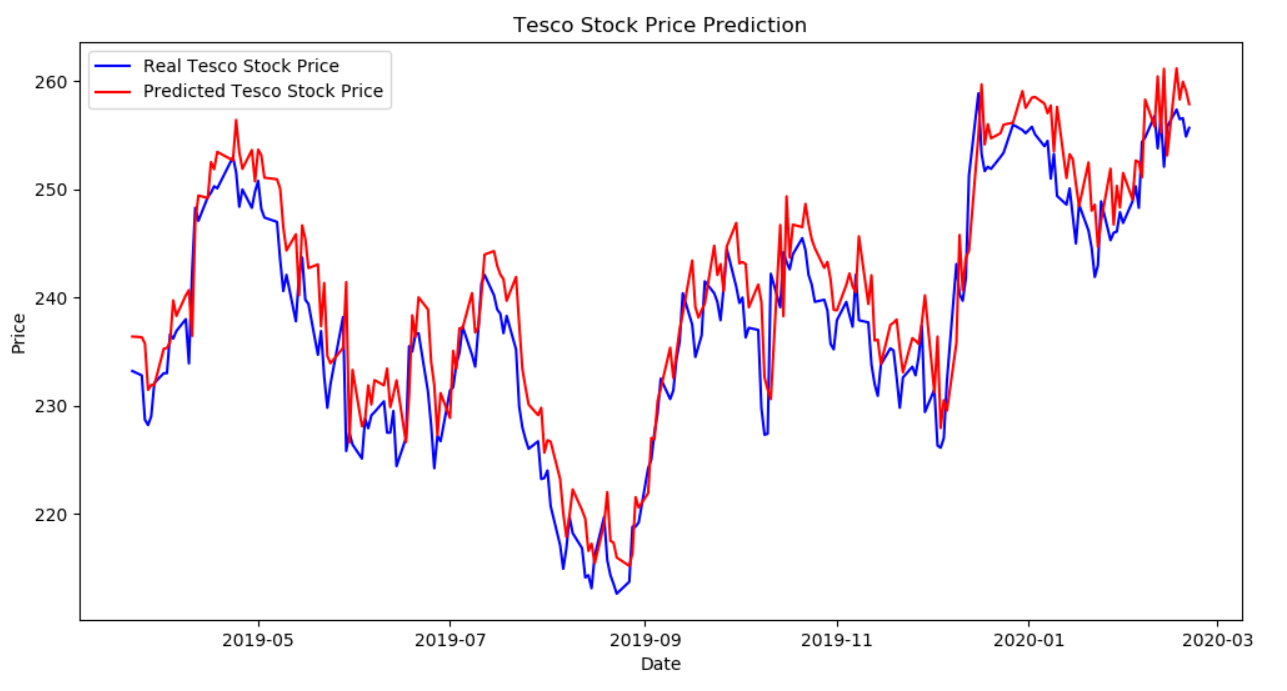 Tesco Stock Price Prediction
Real Tesco Stock Price
Predicted Tesco Stock Price
260
250
240
230
220
Price
2019-05 2019-07 2019-09 2019-11 2020-01 2020-03
Date